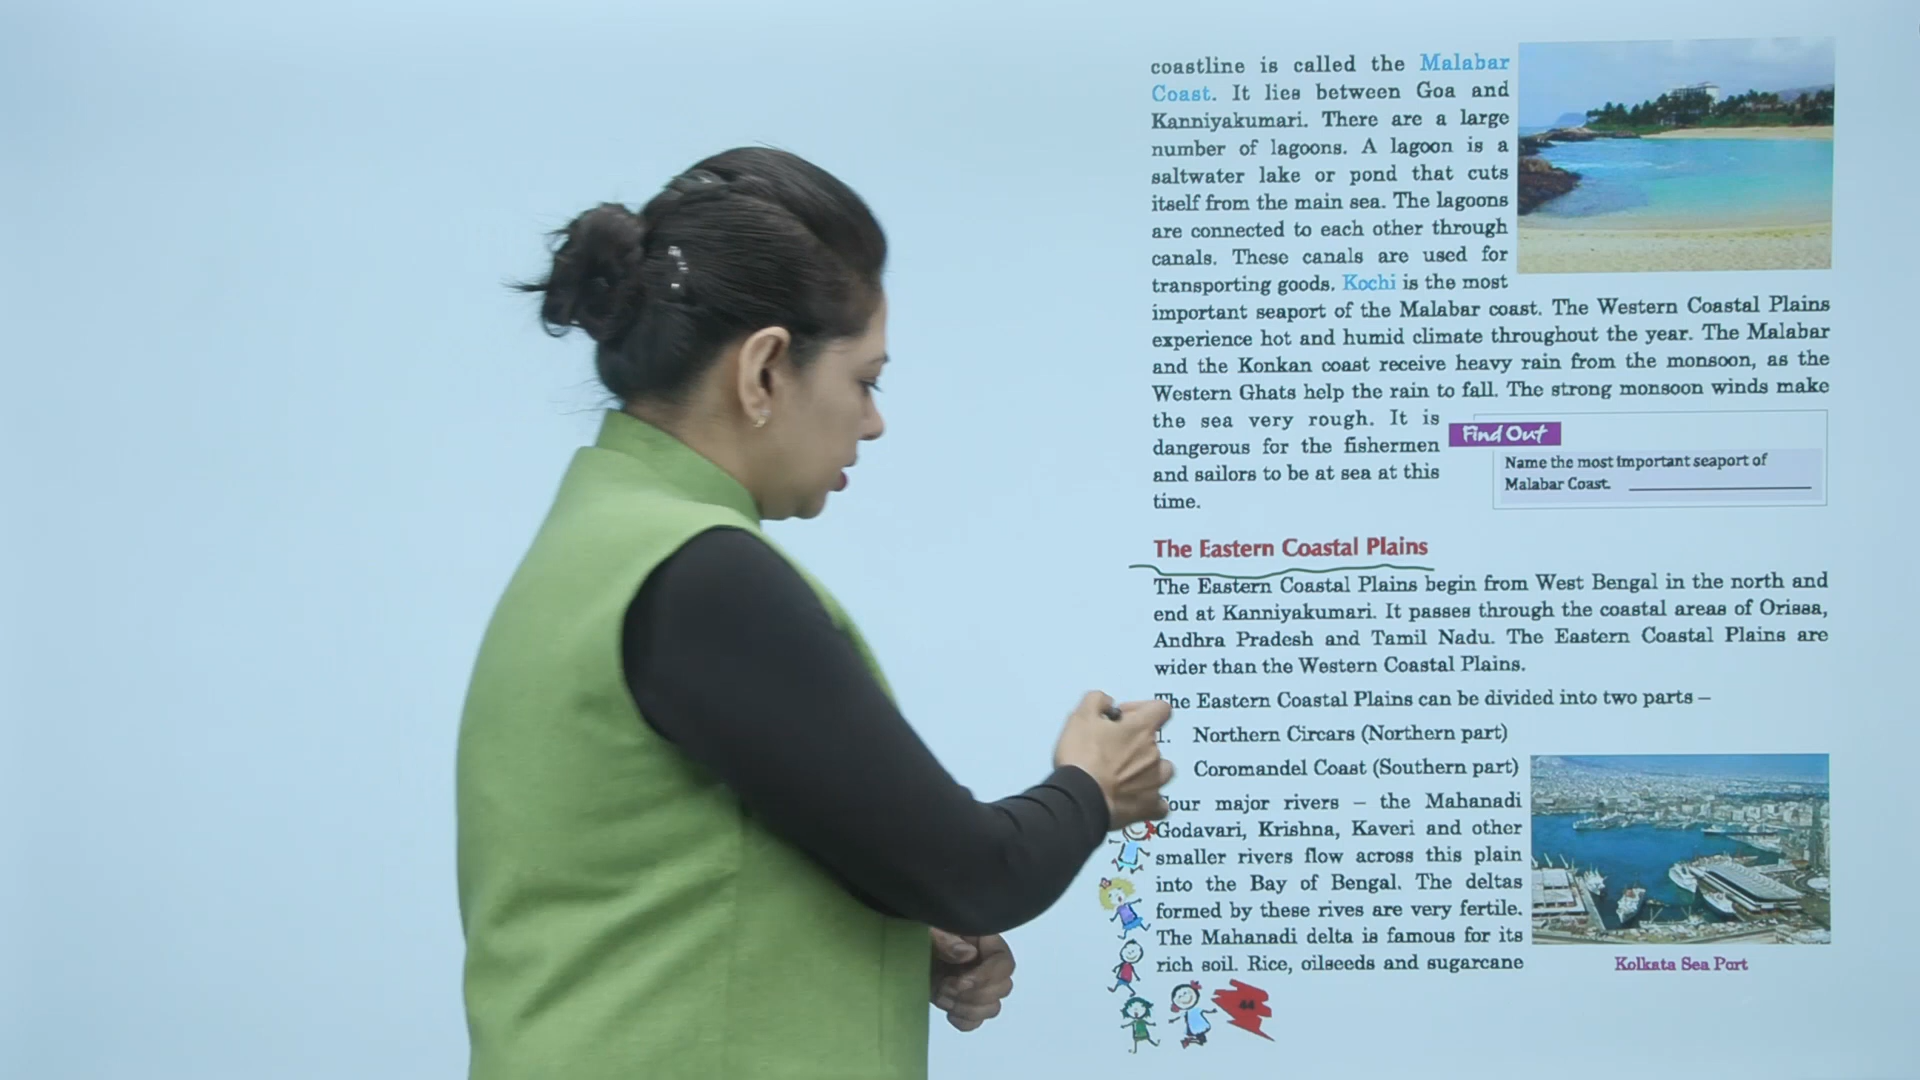 coastline is called the Malabar
Coast. It lies between Goa and
Kanniyakumari. There are a large
number of lagoons. A lagoon is a
saltwater lake or pond that cuts
itself from the main sea. The lagoons
are connected to each other through
canals. These canals are used for
transporting goods. Kochi is the most
important seaport of the Malabar coast. The Western Coastal Plains
experience hot and humid climate throughout the year. The Malabar
and the Konkan coast receive heavy rain from the monsoon, as the
Western Ghats help the rain to fall. The strong monsoon winds make
the sea very rough. It is
dangerous for the fishermen
and sailors to be at sea at this
time.
Find Out
Name the most important seaport of
Malabar Coast.
The Eastern Coastal Plains
The Eastern Coastal Plains begin from West Bengal in the north and
end at Kanniyakumari. It passes through the coastal areas of Orissa,
Andhra Pradesh and Tamil Nadu. The Eastern Coastal Plains are
wider than the Western Coastal Plains.
The Eastern Coastal Plains can be divided into two parts –
1. Northern Circars (Northern part)
Coromandel Coast (Southern part)
Four major rivers – the Mahanadi
Godavari, Krishna, Kaveri and other
smaller rivers flow across this plain
into the Bay of Bengal. The deltas
formed by these rives are very fertile.
The Mahanadi delta is famous for its
rich soil. Rice, oilseeds and sugarcane
Kolkata Sea Port
44